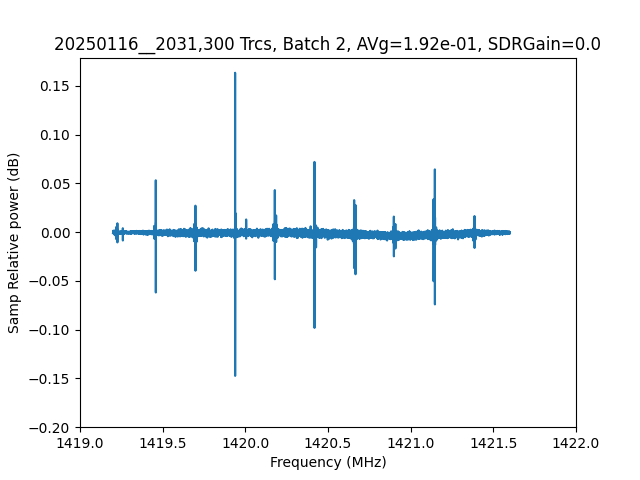 20250116__2031,300 Trcs, Batch 2, AVg=1.92e-01, SDRGain=0.0
Samp Relative power (dB)
0.15
0.10
0.05
0.00
−0.05
−0.10
−0.15
−0.20
1419.0 1419.5 1420.0 1420.5 1421.0 1421.5 1422.0
Frequency (MHz)